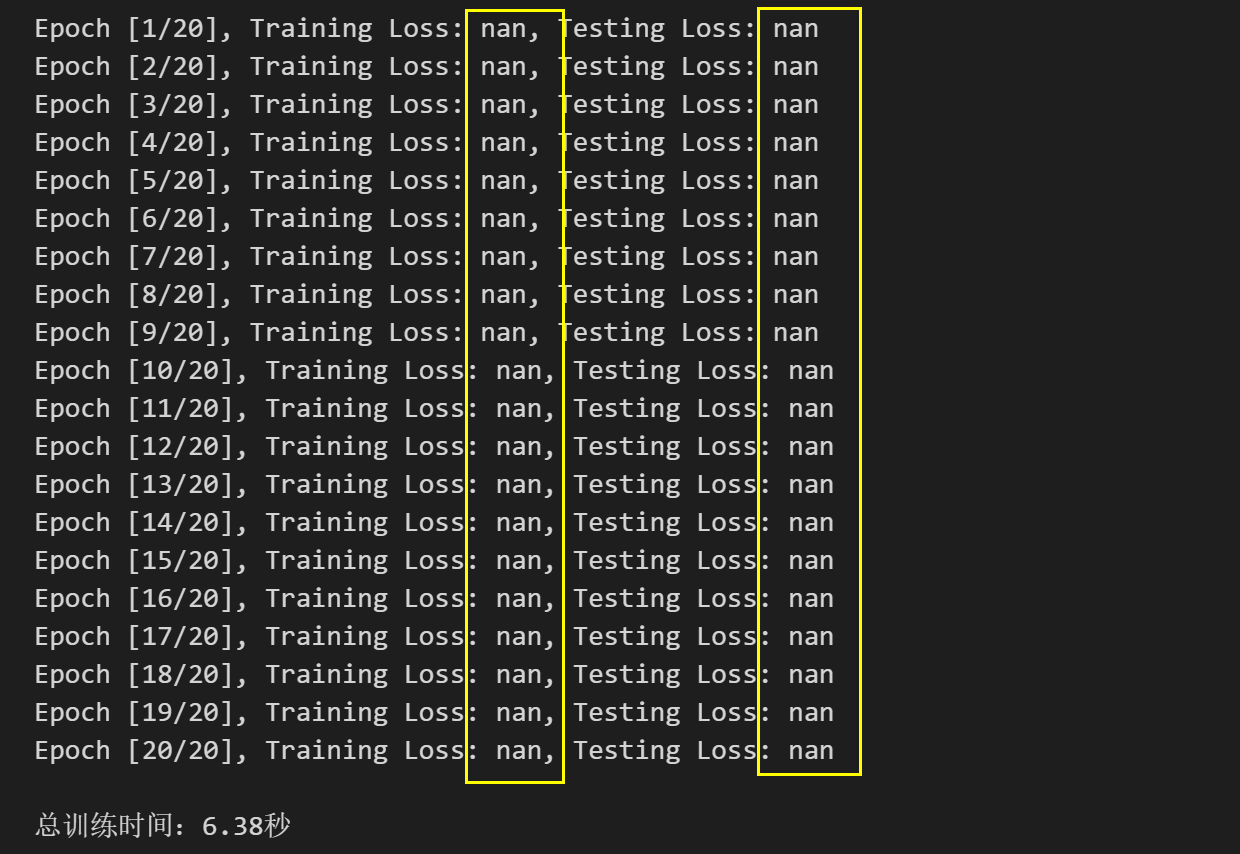 Epoch [1/20], Training Loss: nan, Testing Loss: nan
Epoch [2/20], Training Loss: nan, Testing Loss: nan
Epoch [3/20], Training Loss: nan, Testing Loss: nan
Epoch [4/20], Training Loss: nan, Testing Loss: nan
Epoch [5/20], Training Loss: nan, Testing Loss: nan
Epoch [6/20], Training Loss: nan, Testing Loss: nan
Epoch [7/20], Training Loss: nan, Testing Loss: nan
Epoch [8/20], Training Loss: nan, Testing Loss: nan
Epoch [9/20], Training Loss: nan, Testing Loss: nan
Epoch [10/20], Training Loss: nan, Testing Loss: nan
Epoch [11/20], Training Loss: nan, Testing Loss: nan
Epoch [12/20], Training Loss: nan, Testing Loss: nan
Epoch [13/20], Training Loss: nan, Testing Loss: nan
Epoch [14/20], Training Loss: nan, Testing Loss: nan
Epoch [15/20], Training Loss: nan, Testing Loss: nan
Epoch [16/20], Training Loss: nan, Testing Loss: nan
Epoch [17/20], Training Loss: nan, Testing Loss: nan
Epoch [18/20], Training Loss: nan, Testing Loss: nan
Epoch [19/20], Training Loss: nan, Testing Loss: nan
Epoch [20/20], Training Loss: nan, Testing Loss: nan
总训练时间：6.38秒